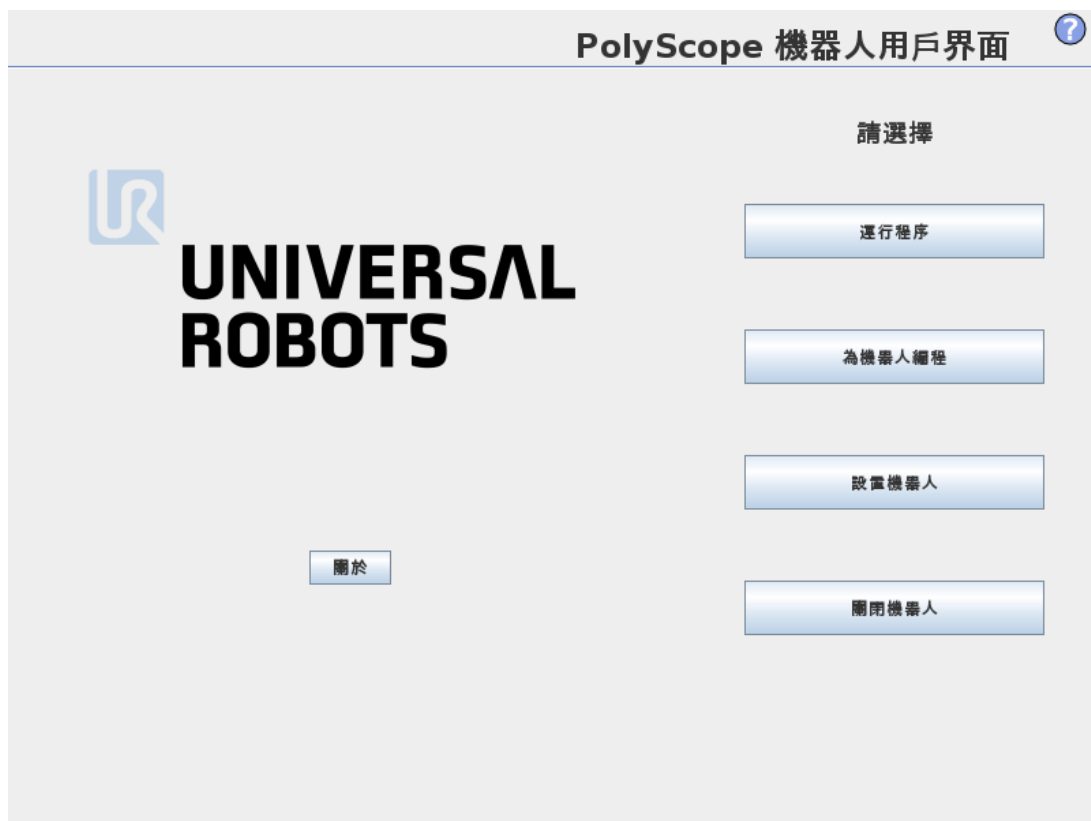 PolyScope 機器人用戶界面
?
請選擇
UR
UNIVERSAL
ROBOTS
運行程序
為機器人編程
設置機器人
關於
關閉機器人